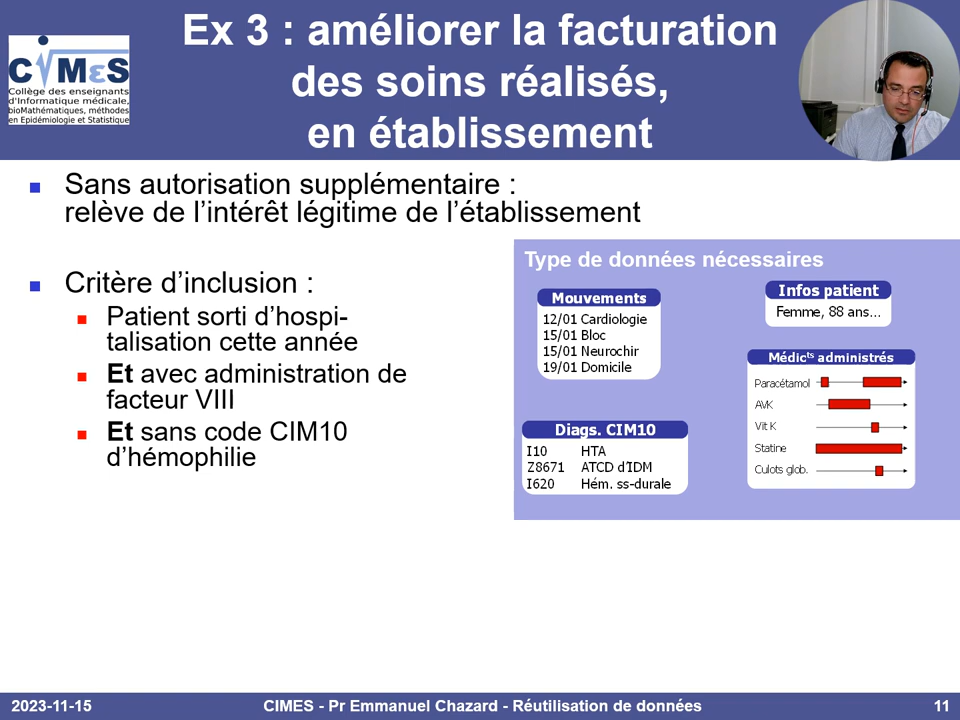 Ex 3 : améliorer la facturation
des soins réalisés,
en établissement
CIMES
Collège des enseignants
d'Informatique médicale,
bioMathématiques, méthodes
en Epidémiologie et Statistique
Sans autorisation supplémentaire :
relève de l’intérêt légitime de l’établissement
Critère d’inclusion :
Patient sorti d’hospi-
talisation cette année
Et avec administration de
facteur VIII
Et sans code CIM10
d’hémophilie
Type de données nécessaires
Mouvements
12/01 Cardiologie
15/01 Bloc
15/01 Neurochir
19/01 Domicile
Infos patient
Femme, 88 ans...
Médicts administrés
Paracétamol
AVK
Vit K
Statine
Culots glob.
Diags. CIM10
I10 HTA
Z8671 ATCD d'IDM
I620 Hém. ss-durale
2023-11-15 CIMES - Pr Emmanuel Chazard - Réutilisation de données 11